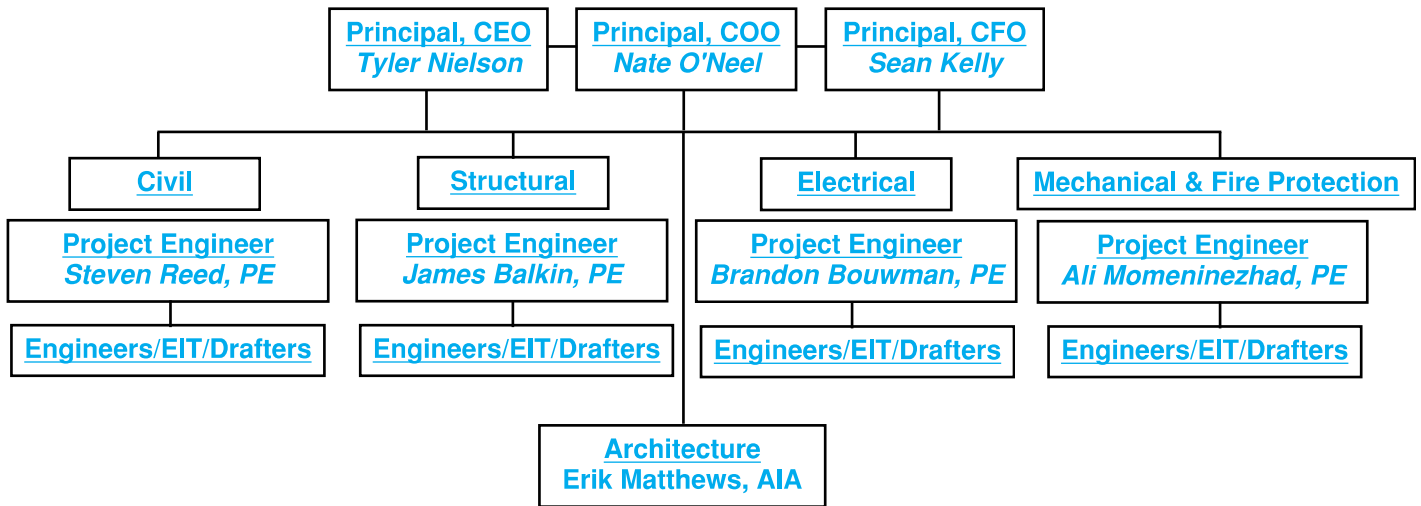 Principal, CEO
Tyler Nielson
Principal, COO
Nate O'Neel
Principal, CFO
Sean Kelly
Civil
Structural
Electrical
Mechanical & Fire Protection
Project Engineer
Steven Reed, PE
Project Engineer
James Balkin, PE
Project Engineer
Brandon Bouwman, PE
Project Engineer
Ali Momeninezhad, PE
Engineers/EIT/Drafters
Engineers/EIT/Drafters
Engineers/EIT/Drafters
Engineers/EIT/Drafters
Architecture
Erik Matthews, AIA